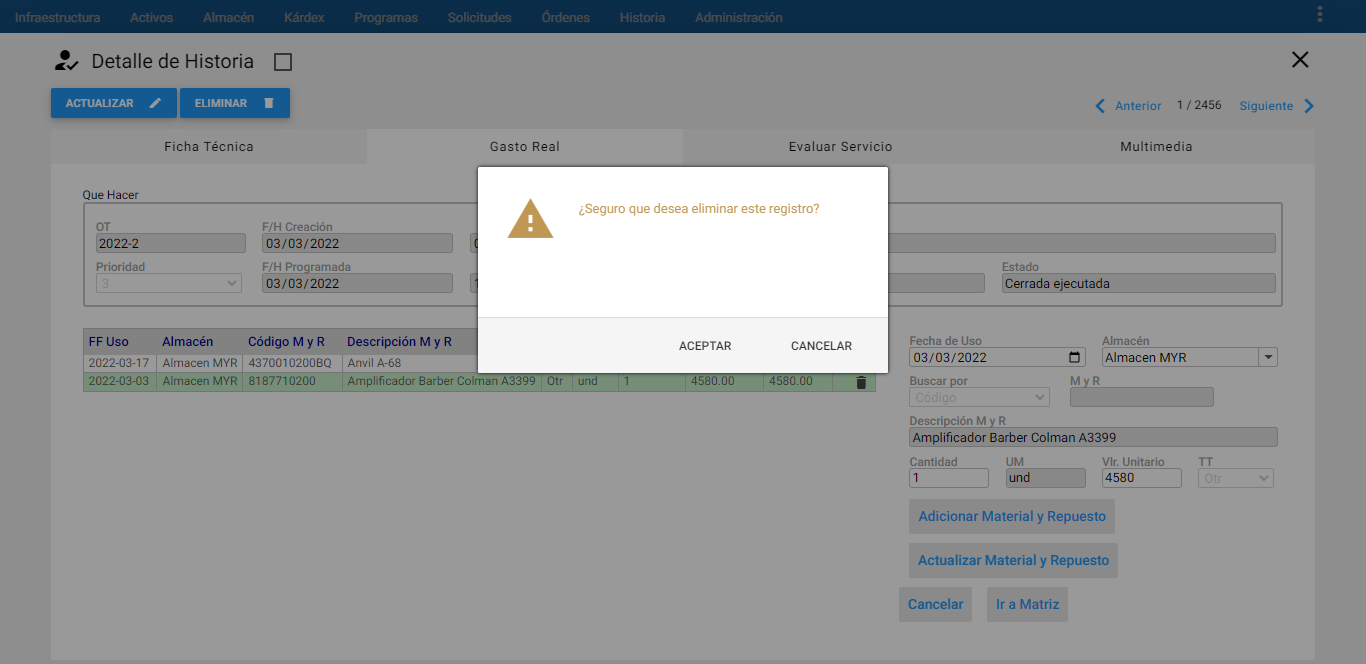 Infraestructura Activos Almacén Kárdex Programas Solicitudes Órdenes Historia Administración
Detalle de Historia
ACTUALIZAR ELIMINAR
Anterior 1 / 2456 Siguiente
Ficha Técnica Gasto Real Evaluar Servicio Multimedia
¿Seguro que desea eliminar este registro?
ACEPTAR CANCELAR
Que Hacer
OT F/H Creación
2022-2 03/03/2022
Prioridad F/H Programada Estado
3 03/03/2022 Cerrada ejecutada
FF Uso Almacén Código M y R Descripción M y R
2022-03-17 Almacen MYR 4370010200BQ Anvil A-68
2022-03-03 Almacen MYR 8187710200 Amplificador Barber Colman A3399 Otr und 1 4580.00 4580.00
Fecha de Uso Almacén
03/03/2022 Almacen MYR
Buscar por M y R
Código
Descripción M y R
Amplificador Barber Colman A3399
Cantidad UM Vlr. Unitario TT
1 und 4580 Otr
Adicionar Material y Repuesto
Actualizar Material y Repuesto
Cancelar Ir a Matriz